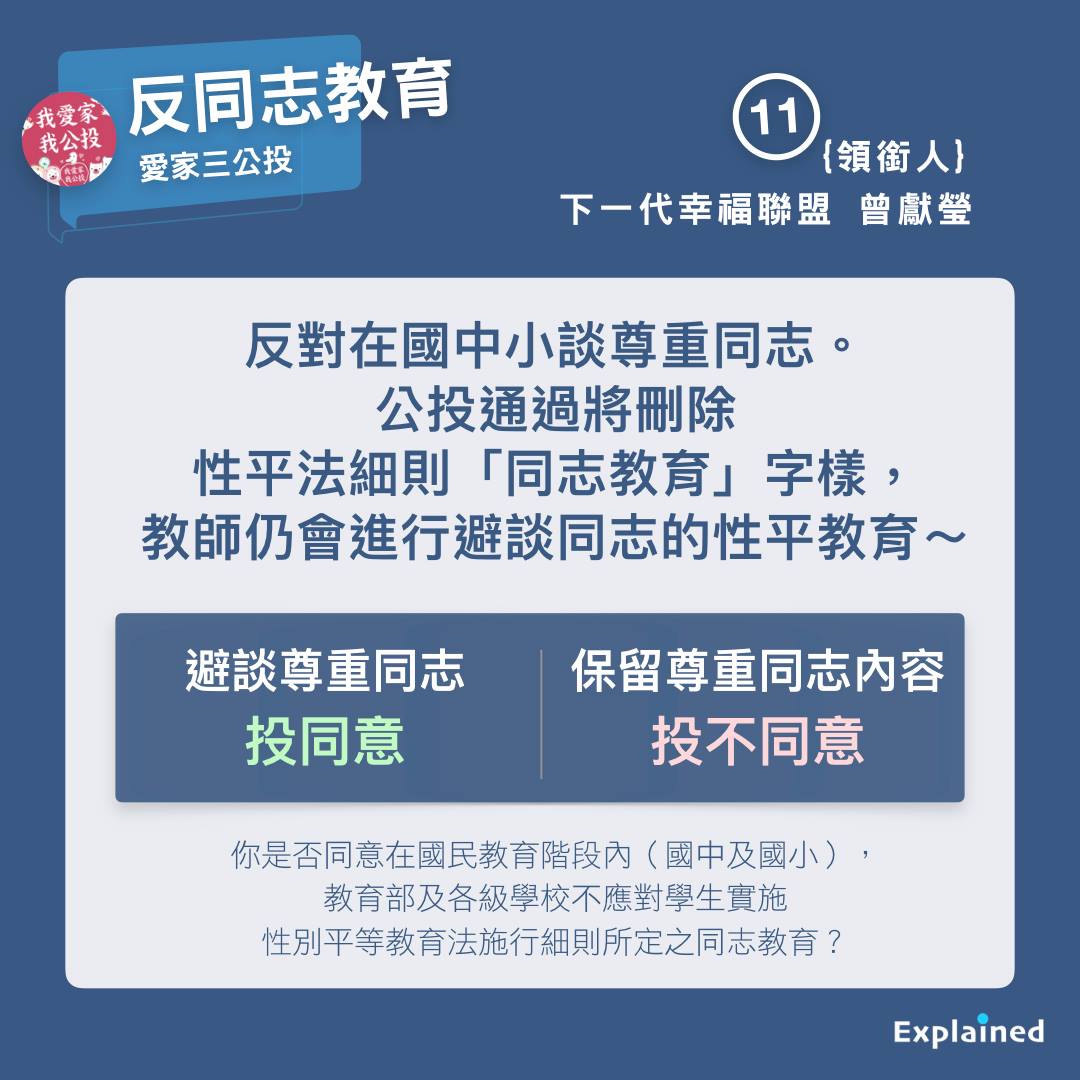 反同志教育
愛家三公投
我愛家
我公投
我愛家
我公投
11
{領銜人}
下一代幸福聯盟 曾獻瑩
反對在國中小談尊重同志。
公投通過將刪除
性平法細則「同志教育」字樣，
教師仍會進行避談同志的性平教育～
避談尊重同志
投同意
保留尊重同志內容
投不同意
你是否同意在國民教育階段內（國中及國小），
教育部及各級學校不應對學生實施
性別平等教育法施行細則所定之同志教育？
Explained